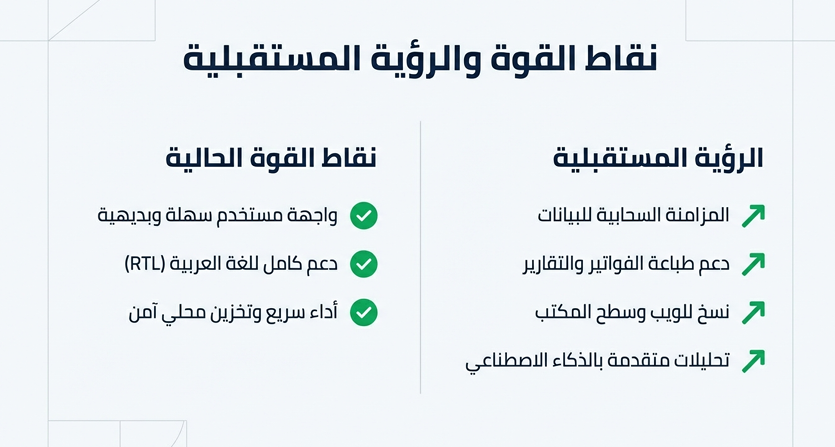 نقاط القوة والرؤية المستقبلية
الرؤية المستقبلية
المزامنة السحابية للبيانات
دعم طباعة الفواتير والتقارير
نسخ للويب وسطح المكتب
تحليلات متقدمة بالذكاء الاصطناعي
نقاط القوة الحالية
واجهة مستخدم سهلة وبديهية
دعم كامل للغة العربية (RTL)
أداء سريع وتخزين محلي آمن